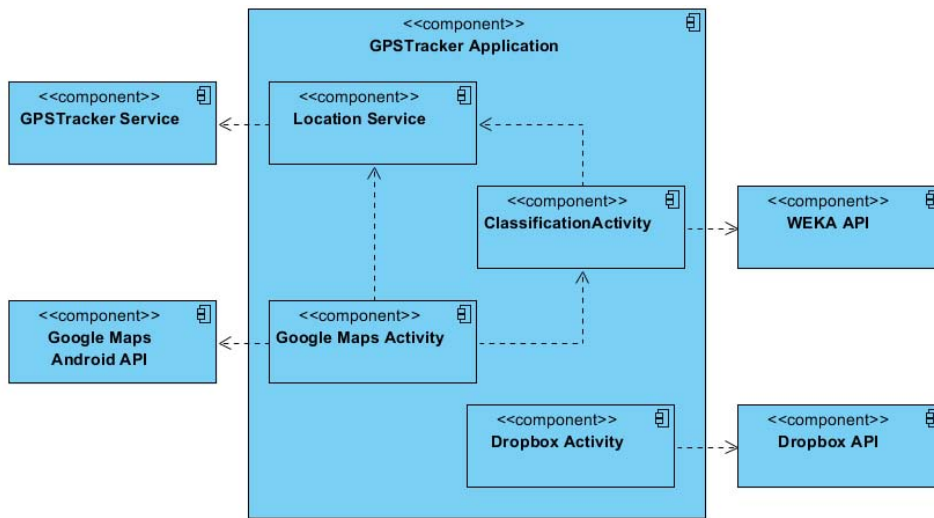 <<component>>
GPSTracker Application
<<component>>
GPSTracker Service
<<component>>
Location Service
<<component>>
ClassificationActivity
<<component>>
WEKA API
<<component>>
Google Maps
Android API
<<component>>
Google Maps Activity
<<component>>
Dropbox Activity
<<component>>
Dropbox API